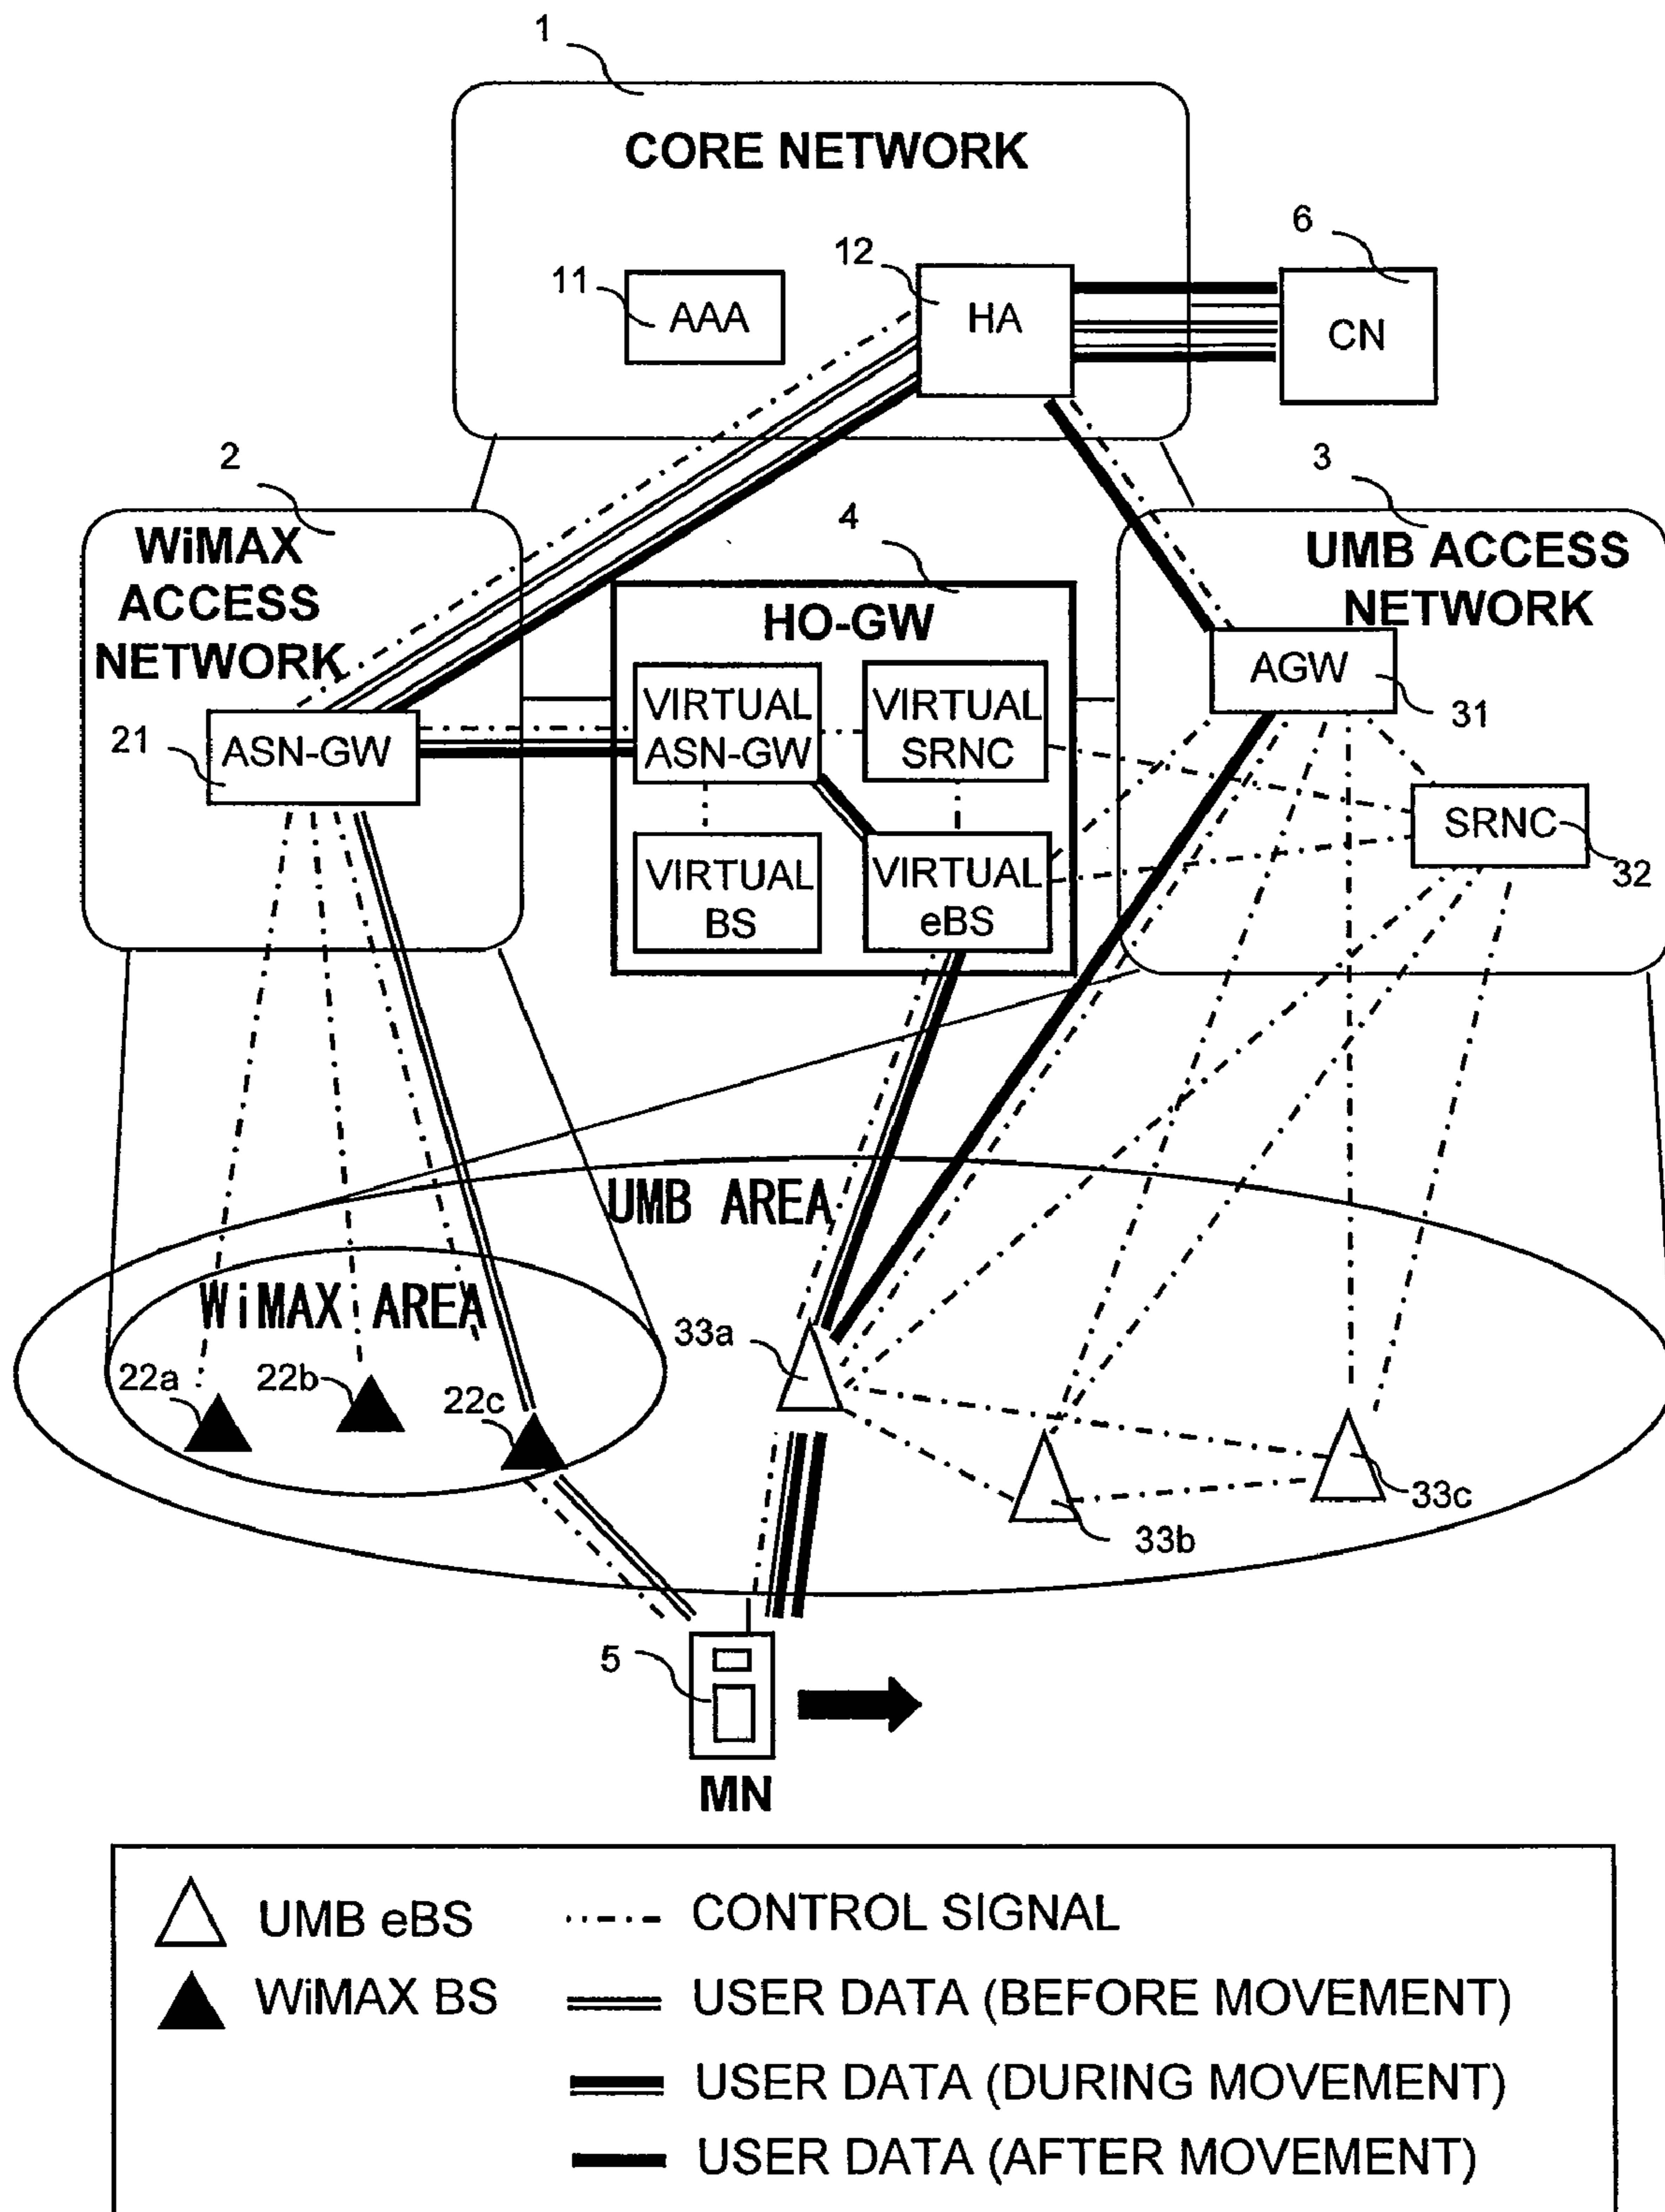 1
CORE NETWORK
6
12
11
AAA
HA
CN
2
3
4
WiMAX
ACCESS
NETWORK
UMB ACCESS
NETWORK
HO-GW
AGW
31
21
ASN-GW
VIRTUAL
ASN-GW
VIRTUAL
SRNC
SRNC
32
VIRTUAL
BS
VIRTUAL
eBS
UMB AREA
WiMAX AREA
33a
22a
22b
22c
33c
33b
5
MN
UMB eBS
CONTROL SIGNAL
WiMAX BS
USER DATA (BEFORE MOVEMENT)
USER DATA (DURING MOVEMENT)
USER DATA (AFTER MOVEMENT)